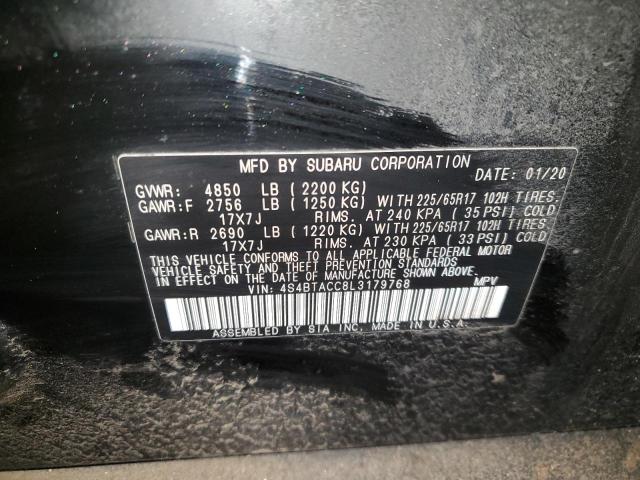 MFD BY SUBARU CORPORATION DATE: 01/20
GVWR: 4850 LB (2200 KG)
GAWR:F 2756 LB (1250 KG) WITH 225/65R17 102H TIRES.
17X7J RIMS. AT 240 KPA (35 PSI) COLD
GAWR:R 2690 LB (1220 KG) WITH 225/65R17 102H TIRES.
17X7J RIMS. AT 230 KPA (33 PSI) COLD
THIS VEHICLE CONFORMS TO ALL APPLICABLE FEDERAL MOTOR
VEHICLE SAFETY AND THEFT PREVENTION STANDARDS
IN EFFECT ON THE DATE OF MANUFACTURE SHOWN ABOVE.
VIN: 4S4BTACC8L3179768 MPV
ASSEMBLED BY SIA INC. MADE IN U.S.A.